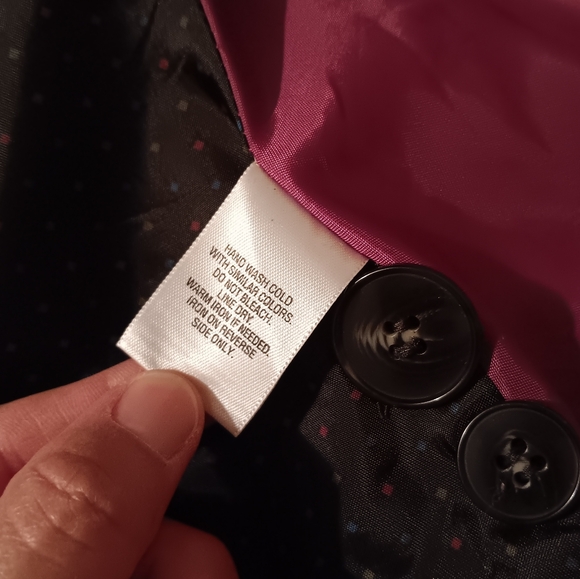 HAND WASH COLD
WITH SIMILAR COLORS.
DO NOT BLEACH.
LINE DRY.
WARM IRON IF NEEDED.
IRON ON REVERSE
SIDE ONLY.